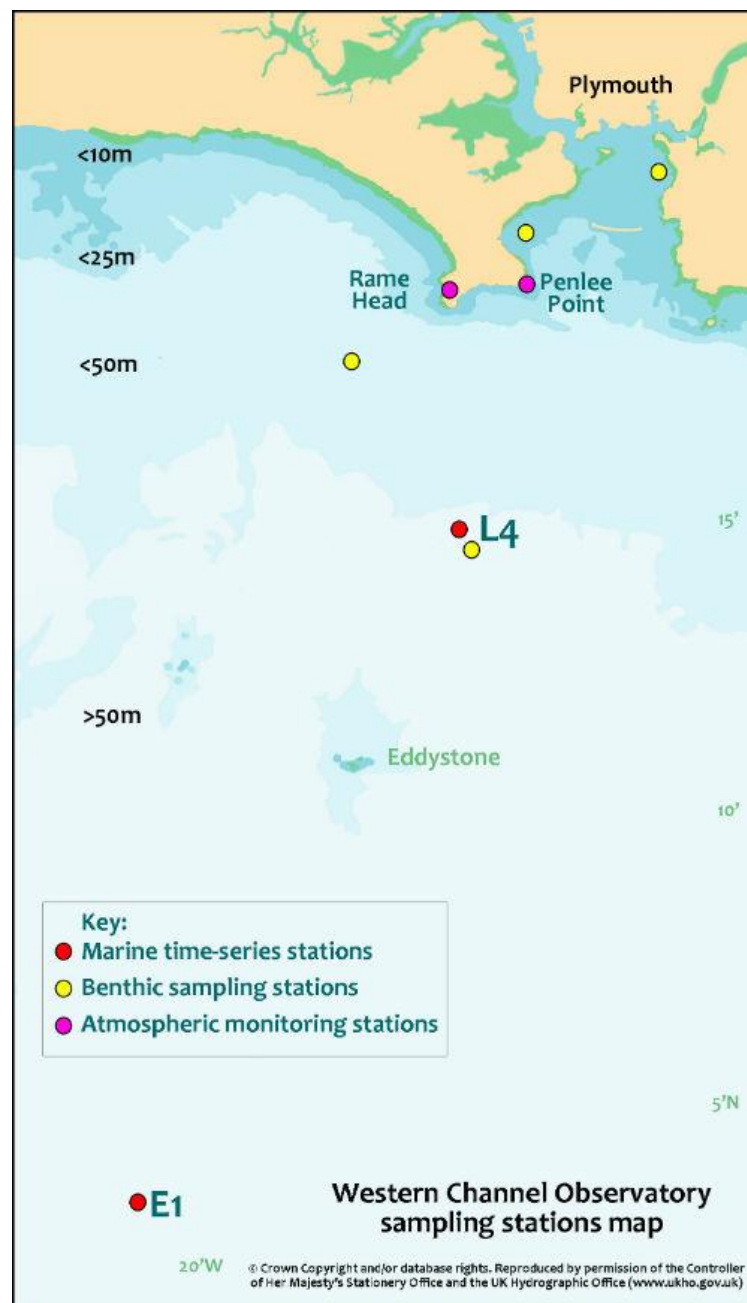 Plymouth
<10m
<25m
Rame
Head
Penlee
Point
<50m
L4
15'
>50m
Eddystone
10'
Key:
Marine time-series stations
Benthic sampling stations
Atmospheric monitoring stations
5'N
E1
Western Channel Observatory
sampling stations map
20'W
© Crown Copyright and/or database rights. Reproduced by permission of the Controller
of Her Majesty's Stationery Office and the UK Hydrographic Office (www.ukho.gov.uk)